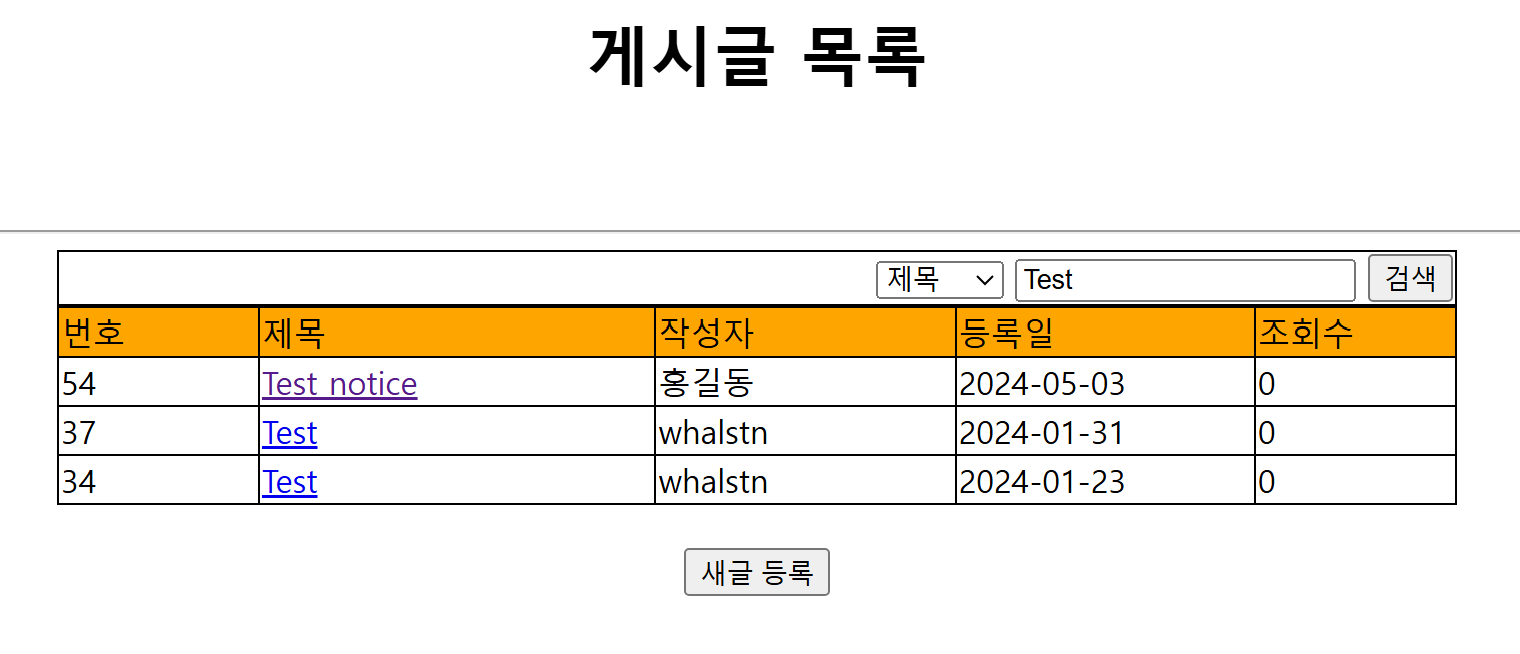 게시글 목록
제목 Test 검색
번호 제목 작성자 등록일 조회수
54 Test notice 홍길동 2024-05-03 0
37 Test whalstn 2024-01-31 0
34 Test whalstn 2024-01-23 0
새글 등록